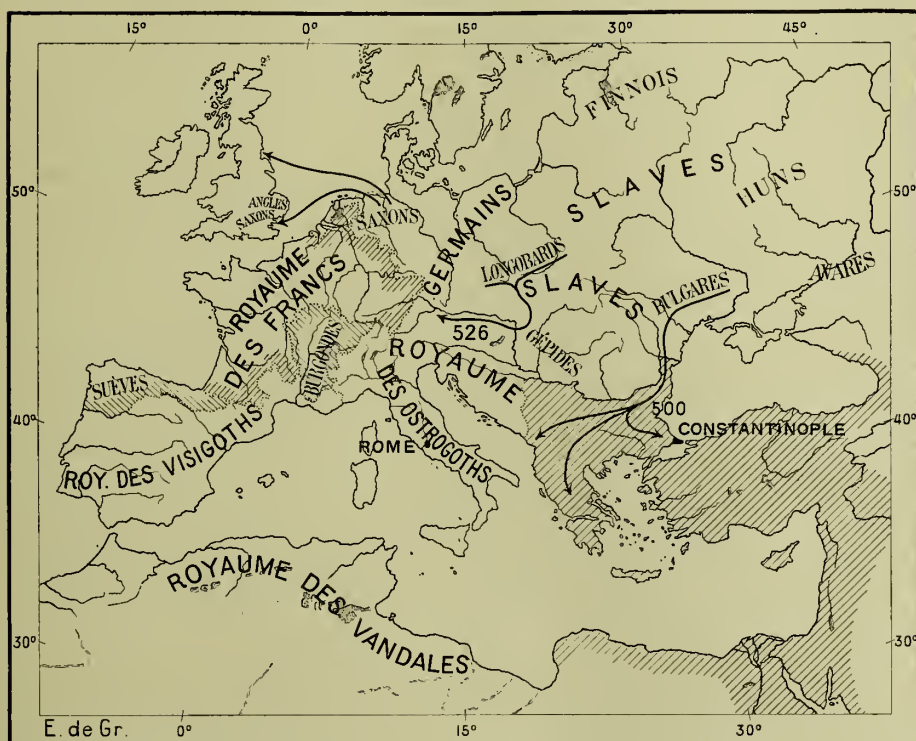 15° 0° 15° 30° 45°
FINNOIS
SLAVES
HUNS
50° 50°
ANGLES
SAXONS
SAXONS
GERMAINS
LONGOBARDS
SLAVES
BULGARES
AVARES
ROYAUME
DES FRANCS
526
GÉPIDES
BURGONDES
ROYAUME
DES OSTROGOTHS
SUÈVES
500
40° 40°
CONSTANTINOPLE
ROME
ROY. DES VISIGOTHS
ROYAUME DES VANDALES
30° 30°
E. de Gr. 0° 15° 30°